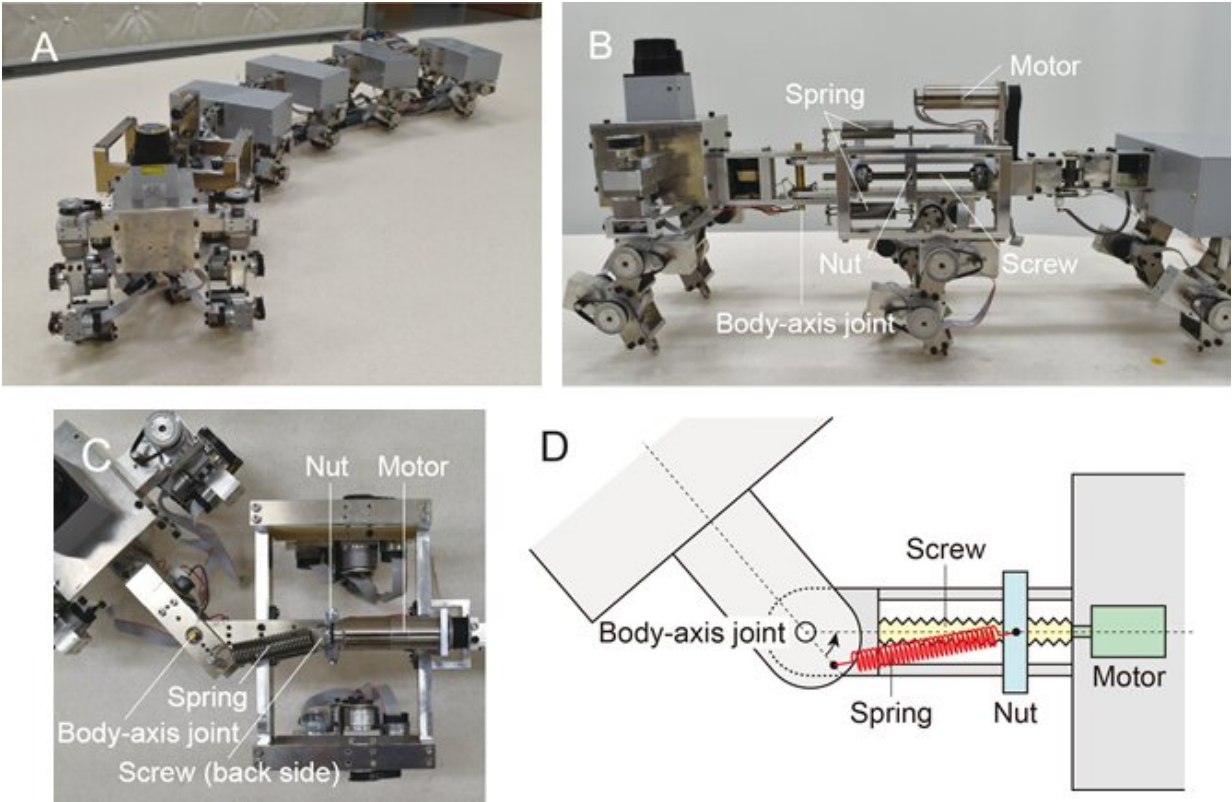 A
B
Motor
Spring
Nut
Screw
Body-axis joint
C
Nut
Motor
Spring
Body-axis joint
Screw (back side)
D
Screw
Body-axis joint
Motor
Spring
Nut